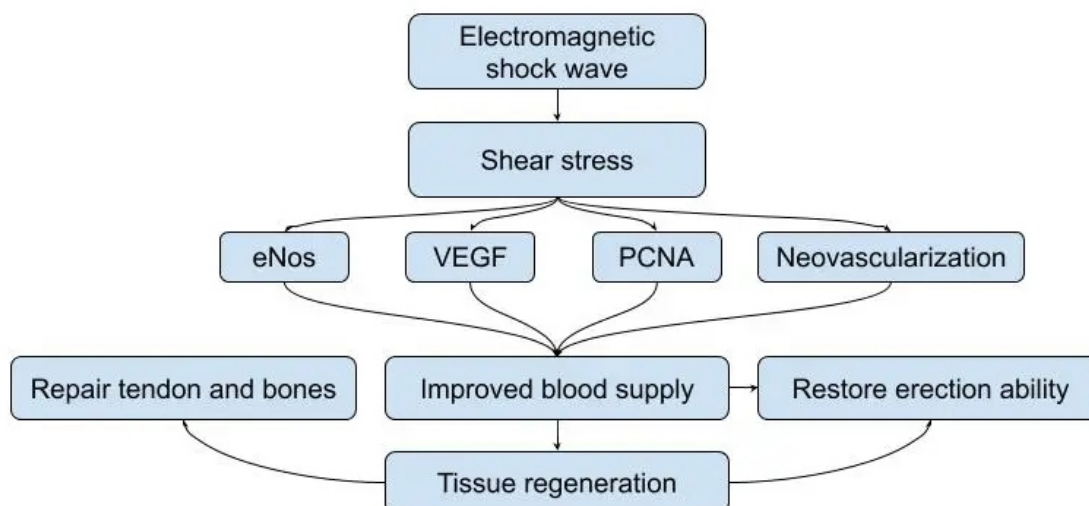 Electromagnetic
shock wave
Shear stress
eNos
VEGF
PCNA
Neovascularization
Repair tendon and bones
Improved blood supply
Restore erection ability
Tissue regeneration